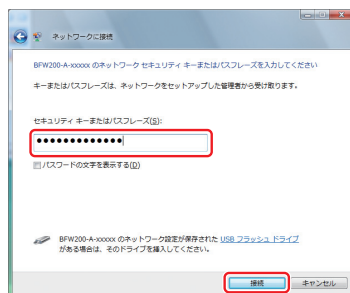 ネットワークに接続
BFW200-A-xxxxx のネットワーク セキュリティ キーまたはパスフレーズを入力してください
キーまたはパスフレーズは、ネットワークをセットアップした管理者から受け取ります。
セキュリティ キーまたはパスフレーズ(S):
●●●●●●●●●●●●●
パスワードの文字を表示する(D)
BFW200-A-xxxxx のネットワーク設定が保存された USB フラッシュ ドライブ
がある場合は、そのドライブを挿入してください。
接続 キャンセル